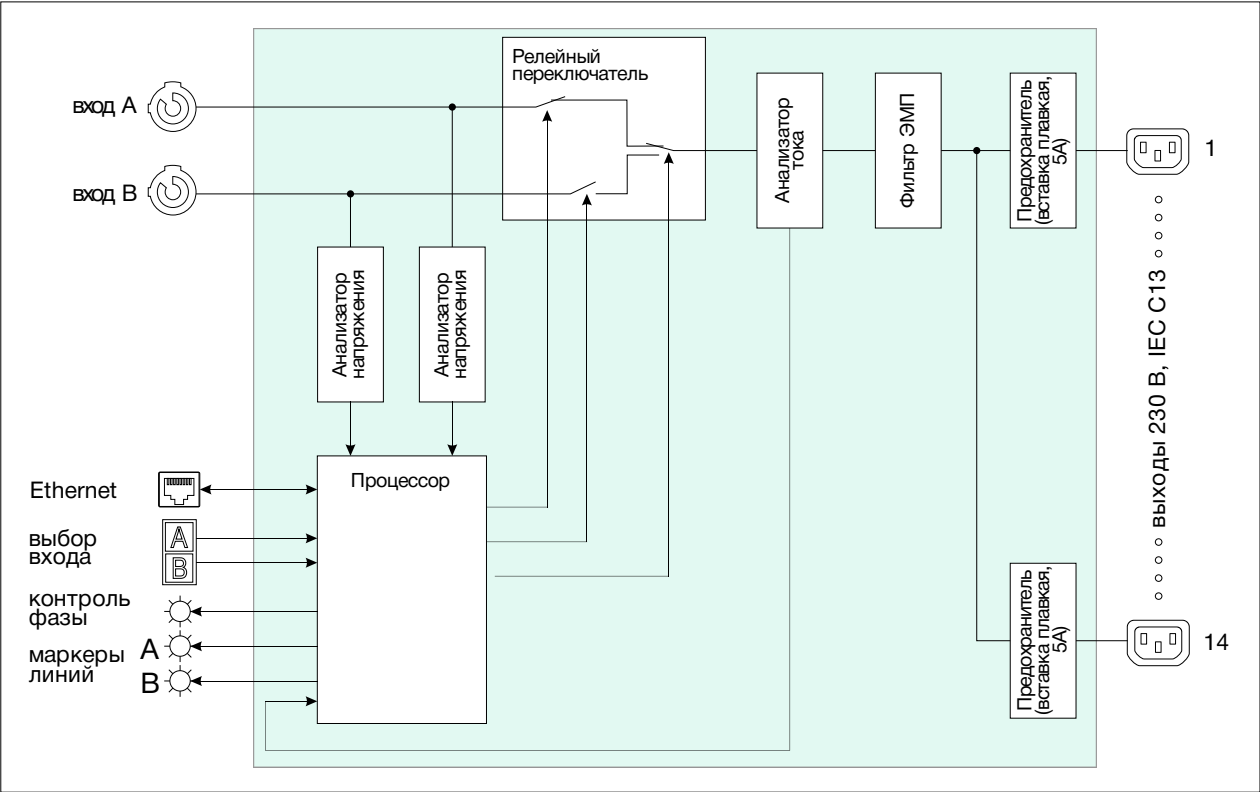 Релейный
переключатель
вход A
вход B
Анализатор
тока
Фильтр ЭМП
Предохранитель
(вставка плавкая,
5А)
1
Анализатор
напряжения
Анализатор
напряжения
выходы 230 В, IEC C13
Процессор
Ethernet
выбор
входа
A
B
контроль
фазы
маркеры
линий
A
B
Предохранитель
(вставка плавкая,
5А)
14